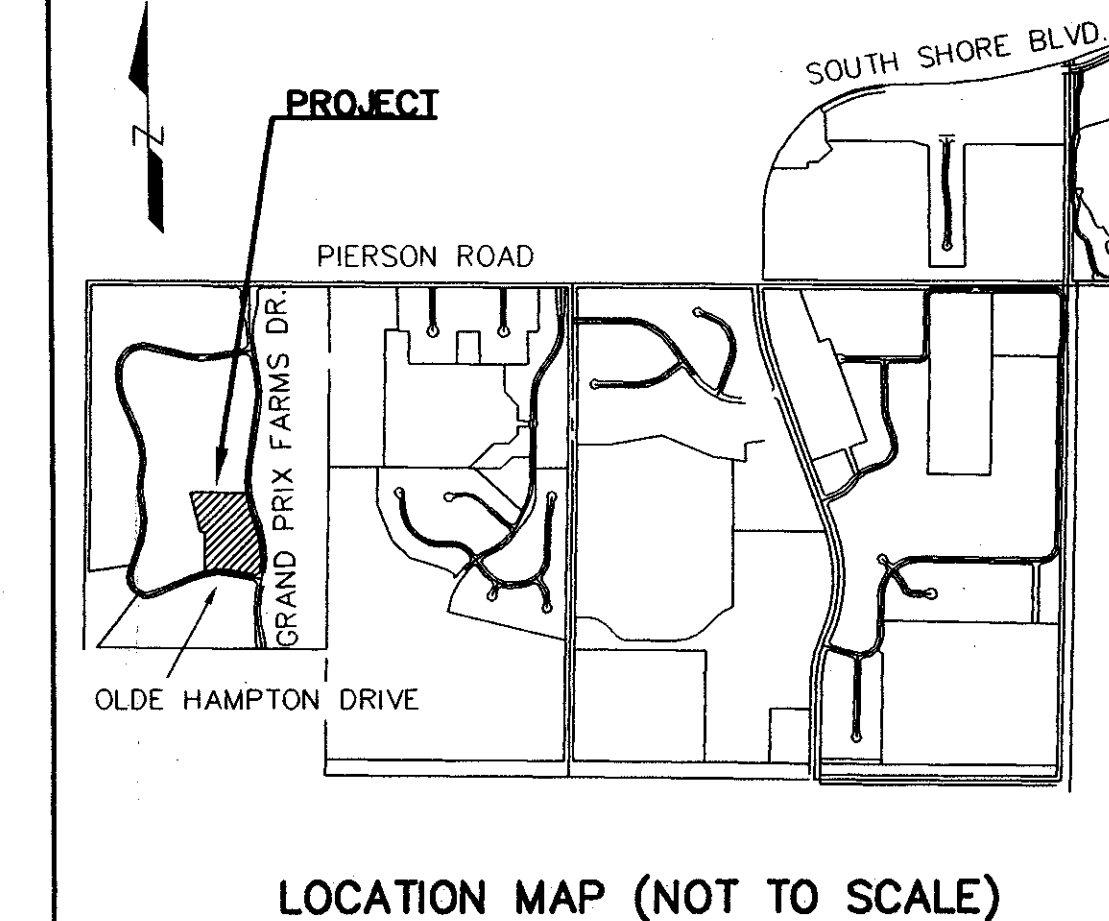 SOUTH SHORE BLVD.
PROJECT
N
PIERSON ROAD
GRAND PRIX FARMS DR.
OLDE HAMPTON DRIVE
LOCATION MAP (NOT TO SCALE)